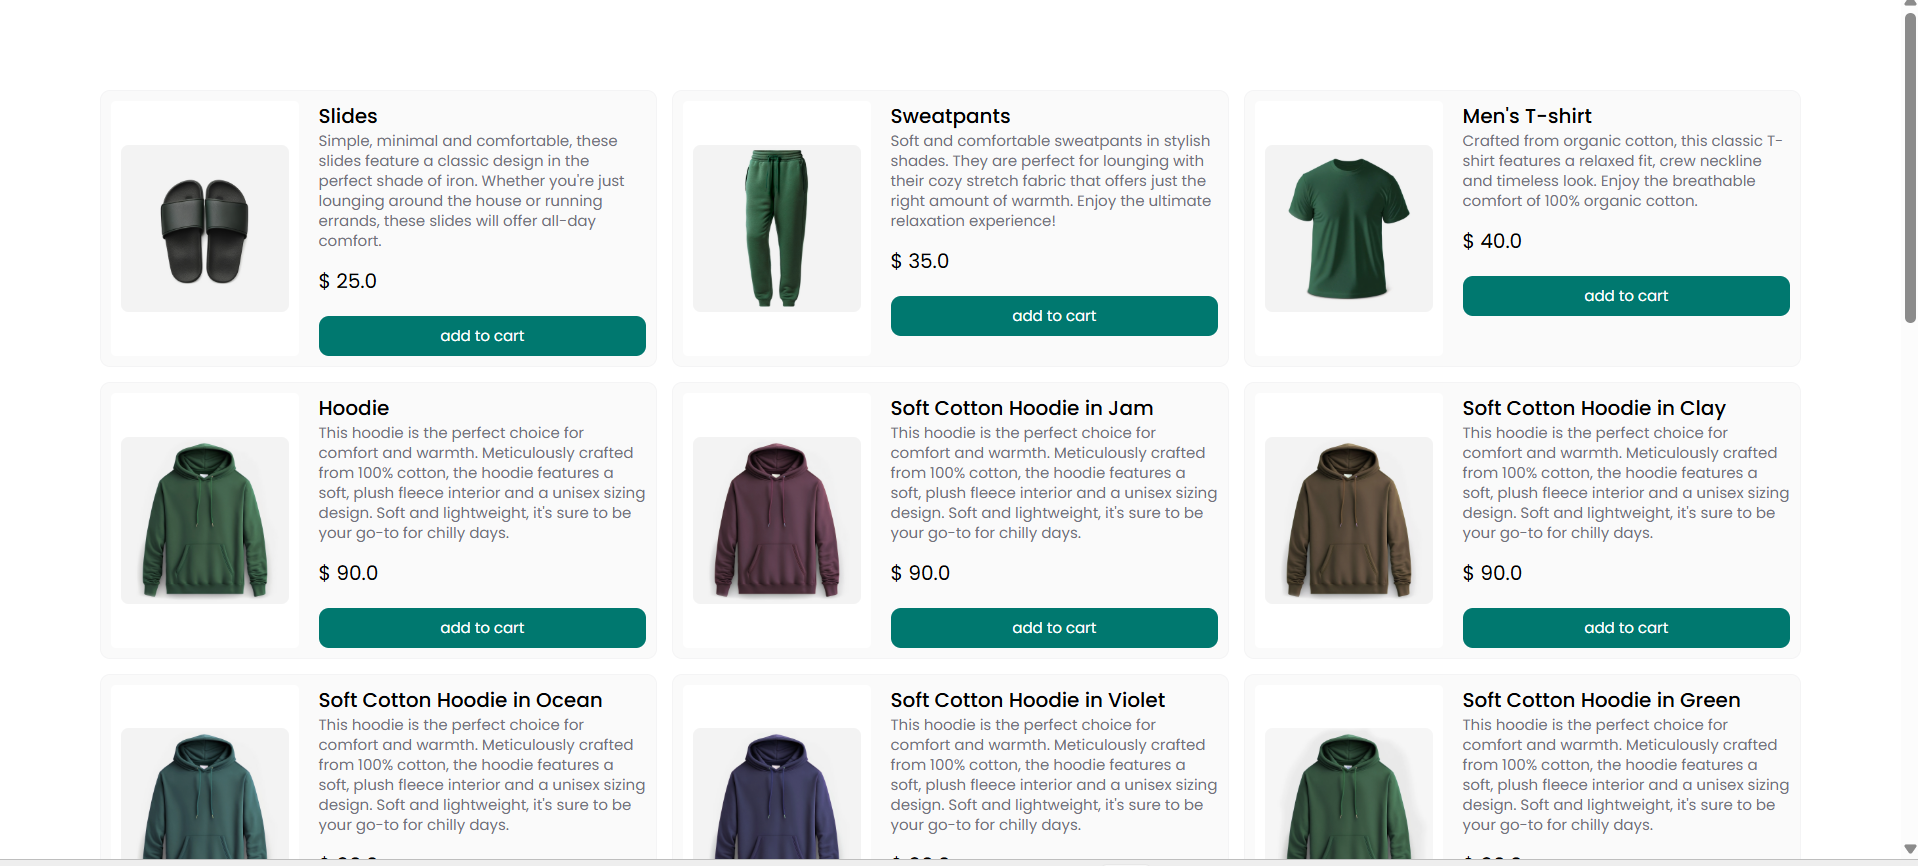 Slides
Simple, minimal and comfortable, these
slides feature a classic design in the
perfect shade of iron. Whether you're just
lounging around the house or running
errands, these slides will offer all-day
comfort.
$ 25.0
add to cart
Sweatpants
Soft and comfortable sweatpants in stylish
shades. They are perfect for lounging with
their cozy stretch fabric that offers just the
right amount of warmth. Enjoy the ultimate
relaxation experience!
$ 35.0
add to cart
Men's T-shirt
Crafted from organic cotton, this classic T-
shirt features a relaxed fit, crew neckline
and timeless look. Enjoy the breathable
comfort of 100% organic cotton.
$ 40.0
add to cart
Hoodie
This hoodie is the perfect choice for
comfort and warmth. Meticulously crafted
from 100% cotton, the hoodie features a
soft, plush fleece interior and a unisex sizing
design. Soft and lightweight, it's sure to be
your go-to for chilly days.
$ 90.0
add to cart
Soft Cotton Hoodie in Jam
This hoodie is the perfect choice for
comfort and warmth. Meticulously crafted
from 100% cotton, the hoodie features a
soft, plush fleece interior and a unisex sizing
design. Soft and lightweight, it's sure to be
your go-to for chilly days.
$ 90.0
add to cart
Soft Cotton Hoodie in Clay
This hoodie is the perfect choice for
comfort and warmth. Meticulously crafted
from 100% cotton, the hoodie features a
soft, plush fleece interior and a unisex sizing
design. Soft and lightweight, it's sure to be
your go-to for chilly days.
$ 90.0
add to cart
Soft Cotton Hoodie in Ocean
This hoodie is the perfect choice for
comfort and warmth. Meticulously crafted
from 100% cotton, the hoodie features a
soft, plush fleece interior and a unisex sizing
design. Soft and lightweight, it's sure to be
your go-to for chilly days.
Soft Cotton Hoodie in Violet
This hoodie is the perfect choice for
comfort and warmth. Meticulously crafted
from 100% cotton, the hoodie features a
soft, plush fleece interior and a unisex sizing
design. Soft and lightweight, it's sure to be
your go-to for chilly days.
Soft Cotton Hoodie in Green
This hoodie is the perfect choice for
comfort and warmth. Meticulously crafted
from 100% cotton, the hoodie features a
soft, plush fleece interior and a unisex sizing
design. Soft and lightweight, it's sure to be
your go-to for chilly days.